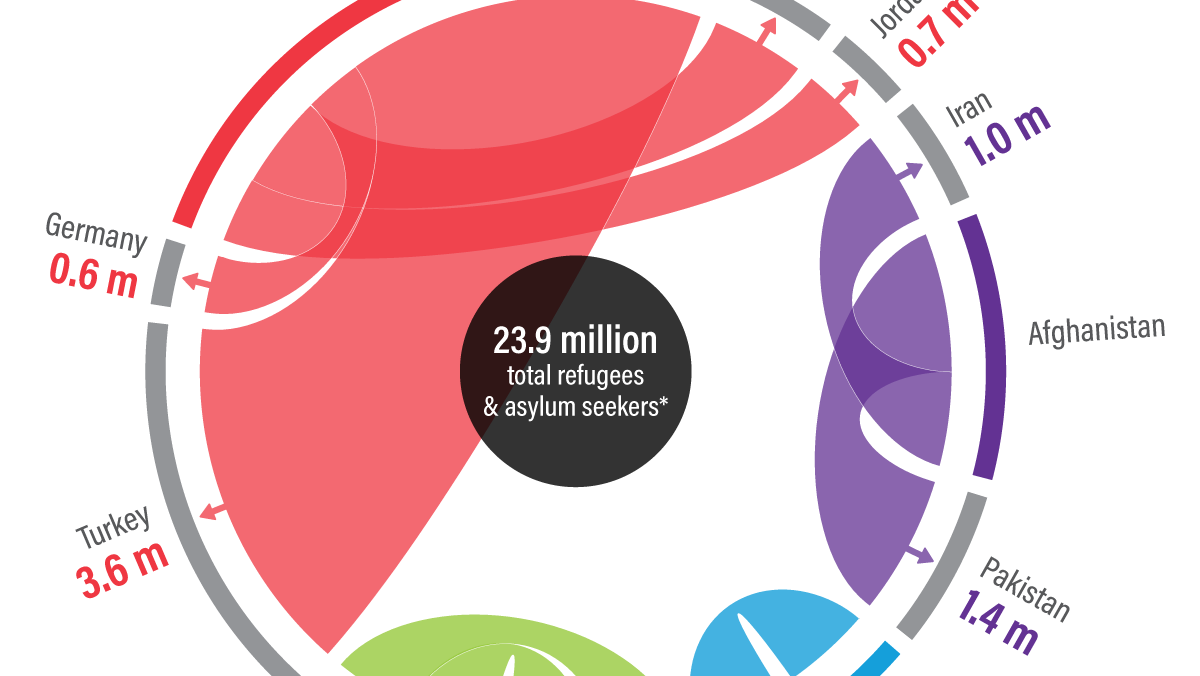 0.7 m
Iran
1.0 m
Germany
0.6 m
23.9 million
total refugees
& asylum seekers*
Afghanistan
Turkey
3.6 m
Pakistan
1.4 m